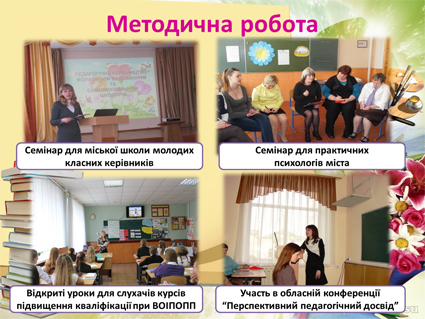 Методична робота
Семінар для міської школи молодих
класних керівників
Семінар для практичних
психологів міста
Відкриті уроки для слухачів курсів
підвищення кваліфікації при ВОІПОПП
Участь в обласній конференції
“Перспективний педагогічний досвід”